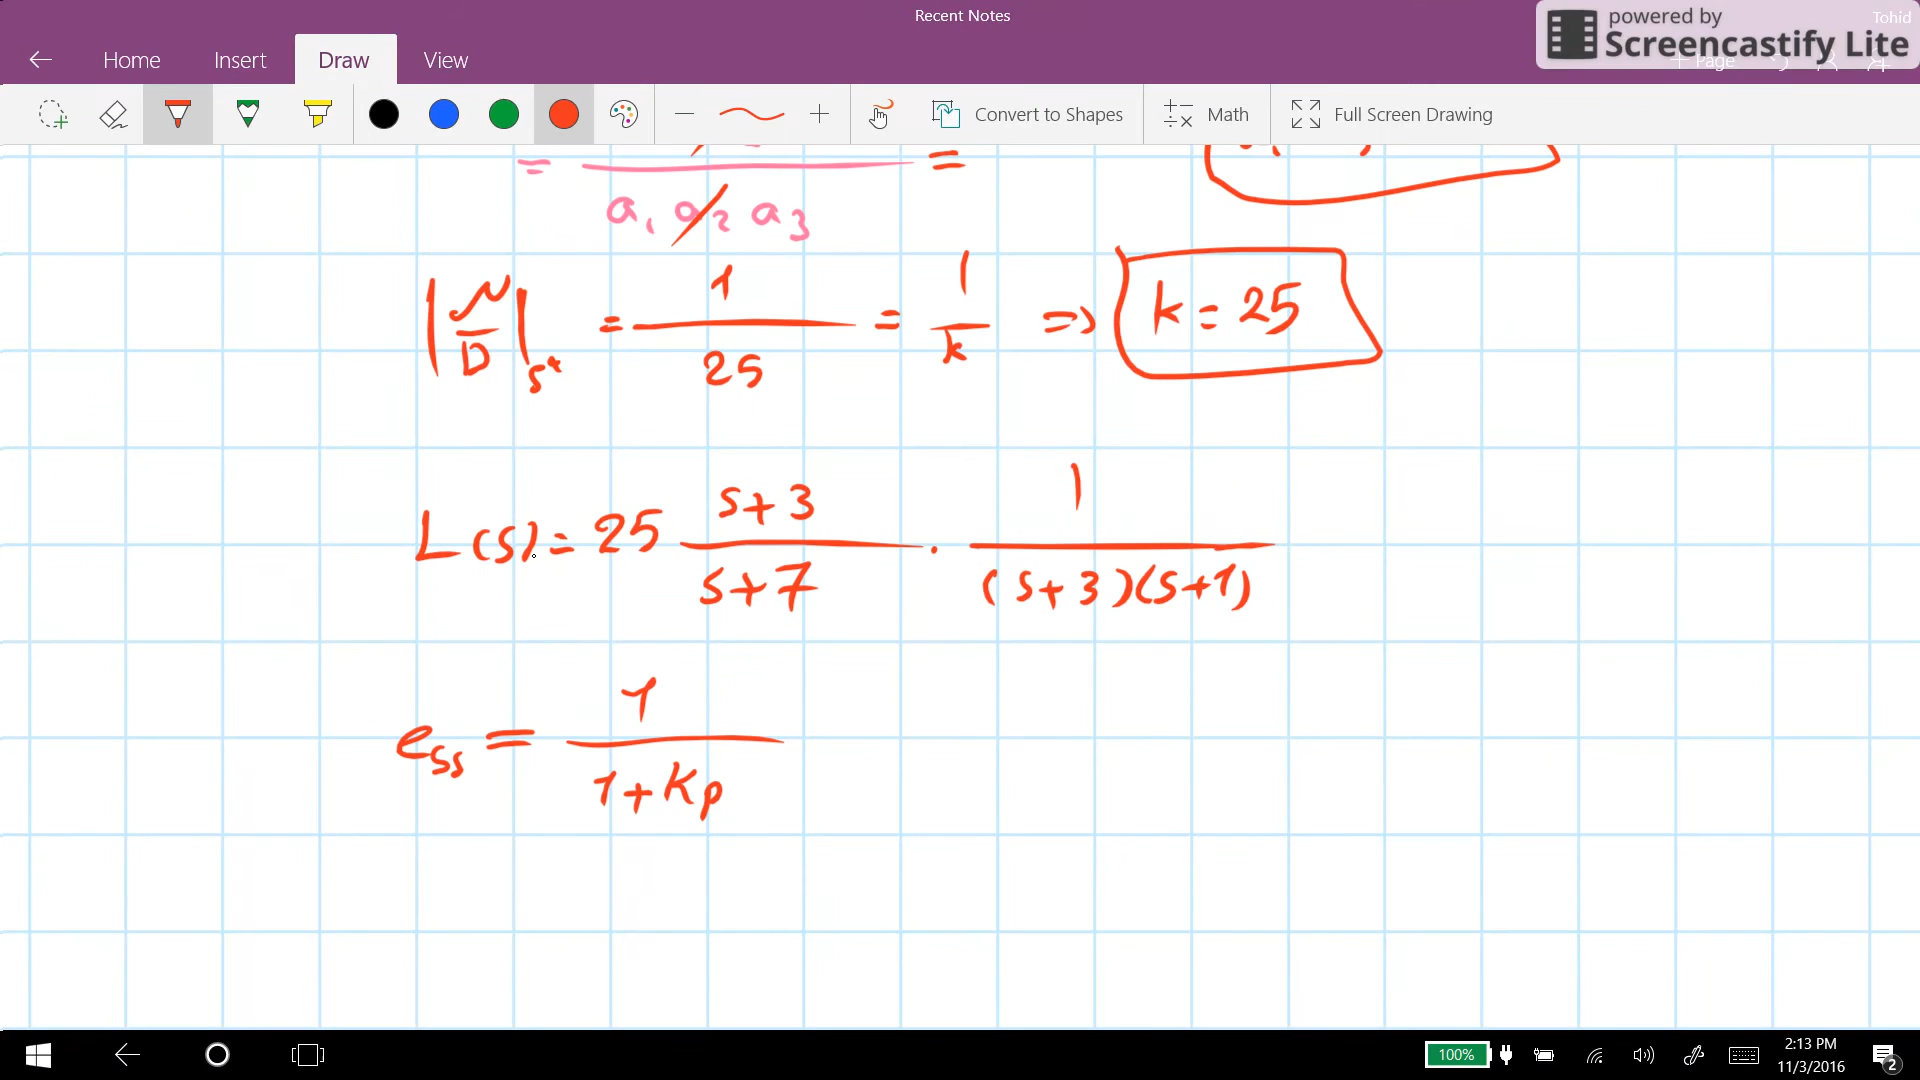 Recent Notes
Tohid
powered by
Screencastify Lite
Home Insert Draw View
+ Page
Convert to Shapes Math Full Screen Drawing
= =
a₁ a₂ a₃
|N/D|ₛ* = 1/25 = 1/k => k = 25
L(s) = 25 (s+3)/(s+7) · 1/((s+3)(s+1))
eₛₛ = 1/(1+Kp)
100%
2:13 PM
11/3/2016
2